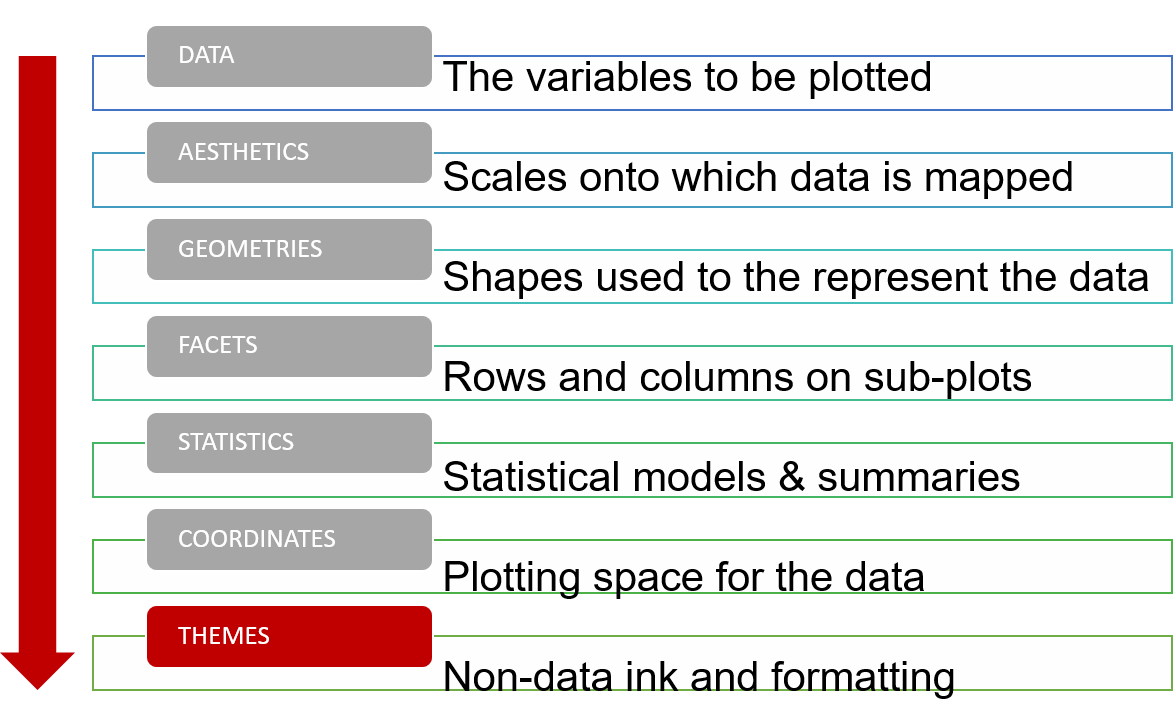 DATA
The variables to be plotted
AESTHETICS
Scales onto which data is mapped
GEOMETRIES
Shapes used to the represent the data
FACETS
Rows and columns on sub-plots
STATISTICS
Statistical models & summaries
COORDINATES
Plotting space for the data
THEMES
Non-data ink and formatting